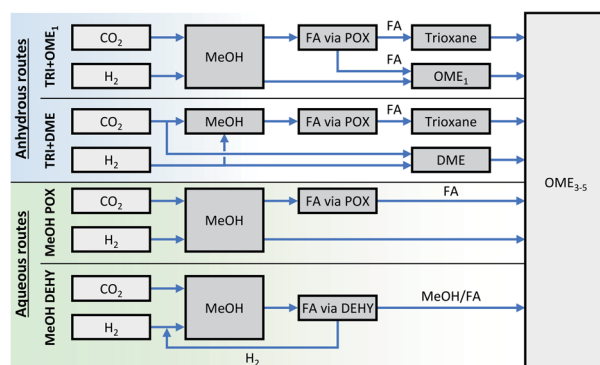 Anhydrous routes
TRI+OME₁
CO₂
H₂
MeOH
FA via POX
FA
Trioxane
FA
OME₁
TRI+DME
CO₂
H₂
MeOH
FA via POX
FA
Trioxane
DME
Aqueous routes
MeOH POX
CO₂
H₂
MeOH
FA via POX
FA
MeOH DEHY
CO₂
H₂
MeOH
FA via DEHY
MeOH/FA
H₂
OME₃₋₅